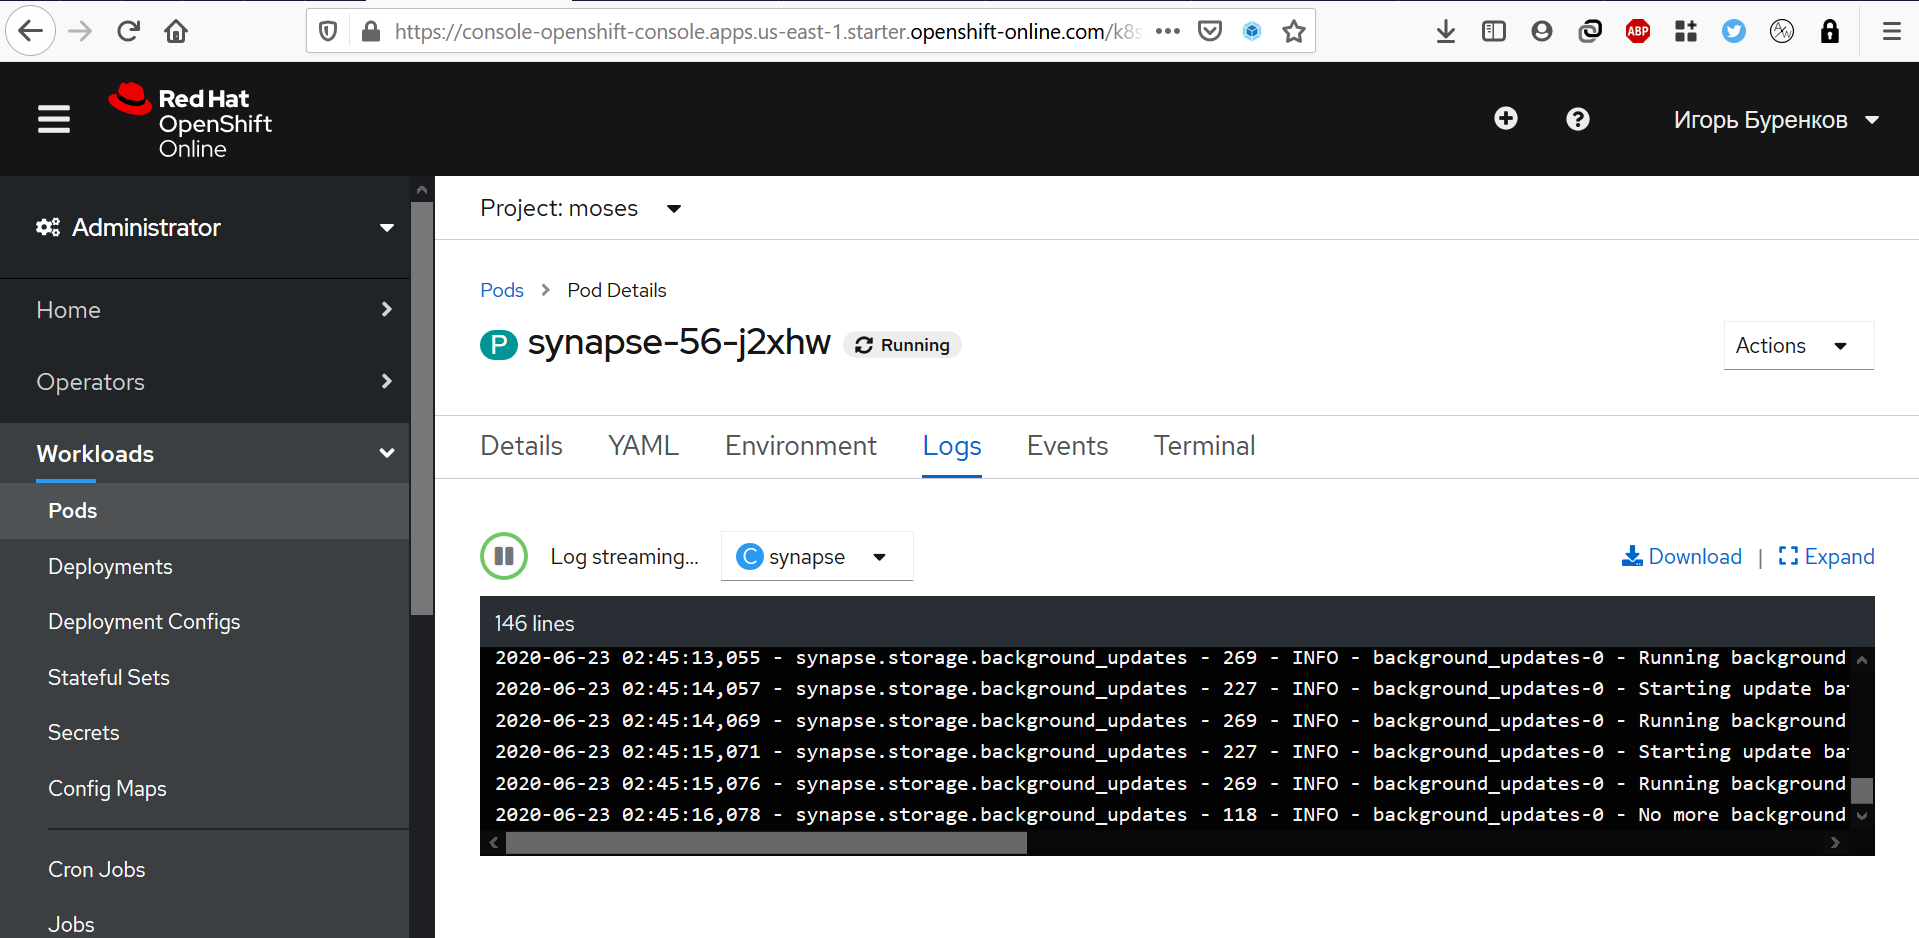 https://console-openshift-console.apps.us-east-1.starter.openshift-online.com/k8s
ABP
Red Hat
OpenShift
Online
Игорь Буренков
Administrator
Home
Operators
Workloads
Pods
Deployments
Deployment Configs
Stateful Sets
Secrets
Config Maps
Cron Jobs
Jobs
Project: moses
Pods > Pod Details
P synapse-56-j2xhw Running
Actions
Details YAML Environment Logs Events Terminal
Log streaming... C synapse
Download | Expand
146 lines
2020-06-23 02:45:13,055 - synapse.storage.background_updates - 269 - INFO - background_updates-0 - Running background
2020-06-23 02:45:14,057 - synapse.storage.background_updates - 227 - INFO - background_updates-0 - Starting update
2020-06-23 02:45:14,069 - synapse.storage.background_updates - 269 - INFO - background_updates-0 - Running background
2020-06-23 02:45:15,071 - synapse.storage.background_updates - 227 - INFO - background_updates-0 - Starting update
2020-06-23 02:45:15,076 - synapse.storage.background_updates - 269 - INFO - background_updates-0 - Running background
2020-06-23 02:45:16,078 - synapse.storage.background_updates - 118 - INFO - background_updates-0 - No more background